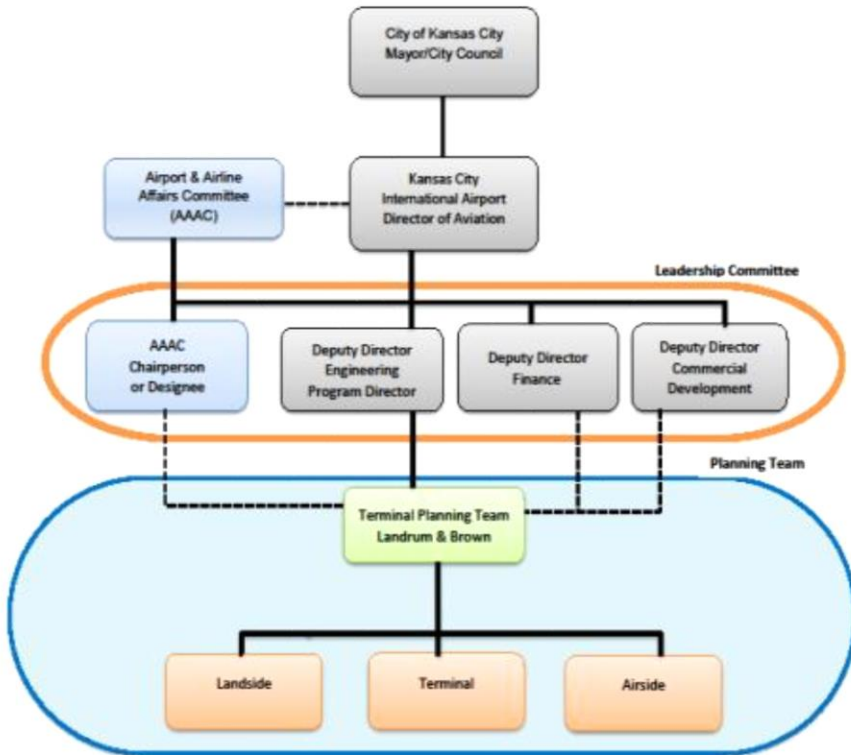 City of Kansas City
Mayor/City Council
Airport & Airline
Affairs Committee
(AAAC)
Kansas City
International Airport
Director of Aviation
Leadership Committee
AAAC
Chairperson
or Designee
Deputy Director
Engineering
Program Director
Deputy Director
Finance
Deputy Director
Commercial
Development
Planning Team
Terminal Planning Team
Landrum & Brown
Landside
Terminal
Airside